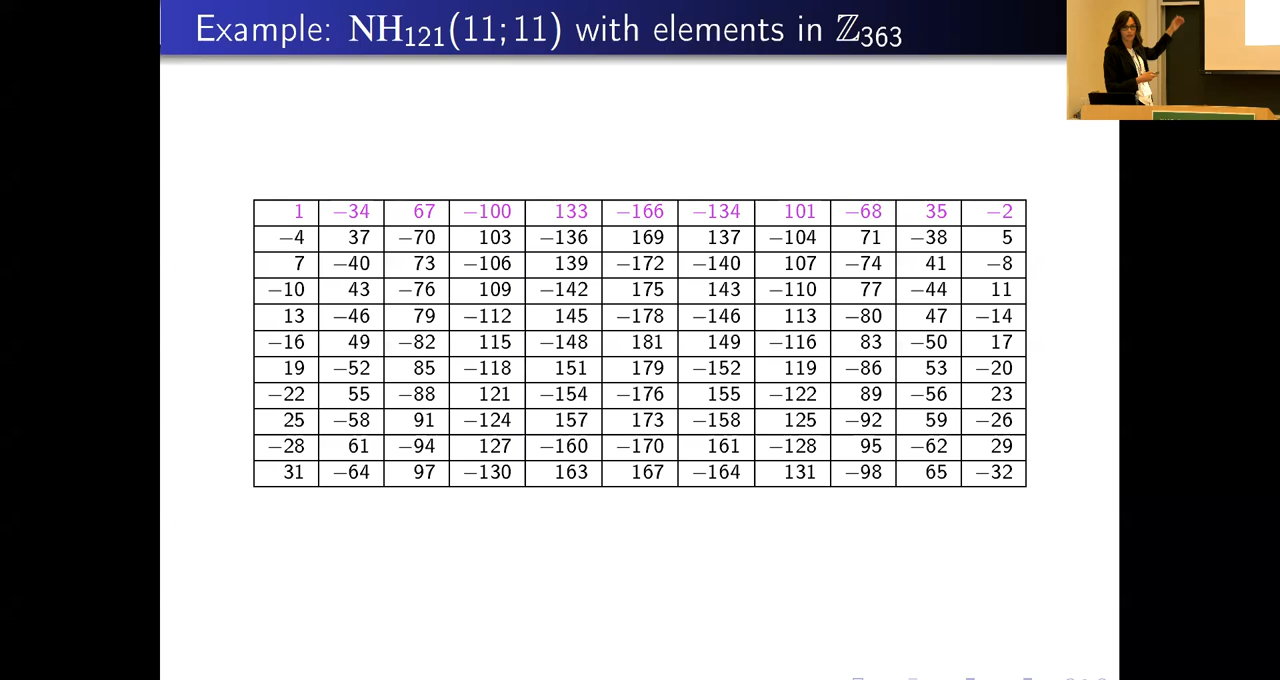 Example: NH₁₂₁(11; 11) with elements in ℤ₃₆₃
1 −34 67 −100 133 −166 −134 101 −68 35 −2
−4 37 −70 103 −136 169 137 −104 71 −38 5
7 −40 73 −106 139 −172 −140 107 −74 41 −8
−10 43 −76 109 −142 175 143 −110 77 −44 11
13 −46 79 −112 145 −178 −146 113 −80 47 −14
−16 49 −82 115 −148 181 149 −116 83 −50 17
19 −52 85 −118 151 179 −152 119 −86 53 −20
−22 55 −88 121 −154 −176 155 −122 89 −56 23
25 −58 91 −124 157 173 −158 125 −92 59 −26
−28 61 −94 127 −160 −170 161 −128 95 −62 29
31 −64 97 −130 163 167 −164 131 −98 65 −32